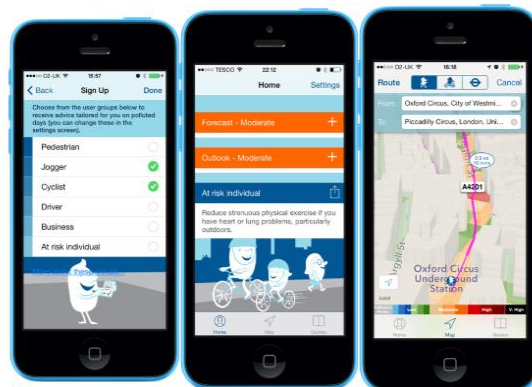 O2-UK 15:57
Back Sign Up Done
Choose from the user groups below to
receive advice tailored for you on polluted
days (you can change these in the
settings screen).
Pedestrian
Jogger
Cyclist
Driver
Business
At risk individual
TESCO 22:12
Home Settings
Forecast - Moderate +
Outlook - Moderate +
At risk individual
Reduce strenuous physical exercise if you
have heart or lung problems, particularly
outdoors.
Home Map Guides
O2-UK 16:18
Route Cancel
From: Oxford Circus, City of Westmi...
To: Piccadilly Circus, London, Uni...
A4201
Argyll St
Oxford Circus
Underground
Station
Low Moderate High V. High
Home Map Guides